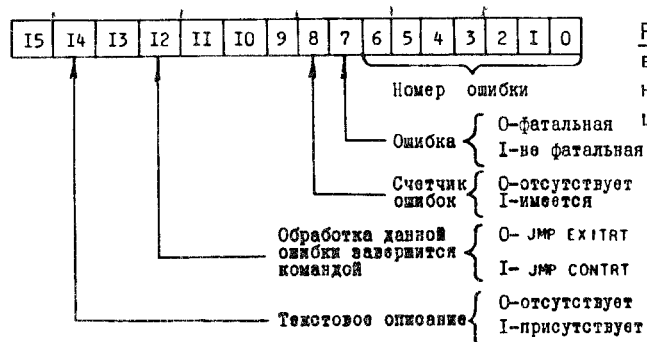 I5 I4 I3 I2 II IO 9 8 7 6 5 4 3 2 I 0
Номер ошибки
Ошибка
0-фатальная
I-не фатальная
Счетчик ошибок
0-отсутствует
I-имеется
Обработка данной
ошибки завершится
командой
0- JMP EXITRT
I- JMP CONTRT
Текстовое описание
0-отсутствует
I-присутствует